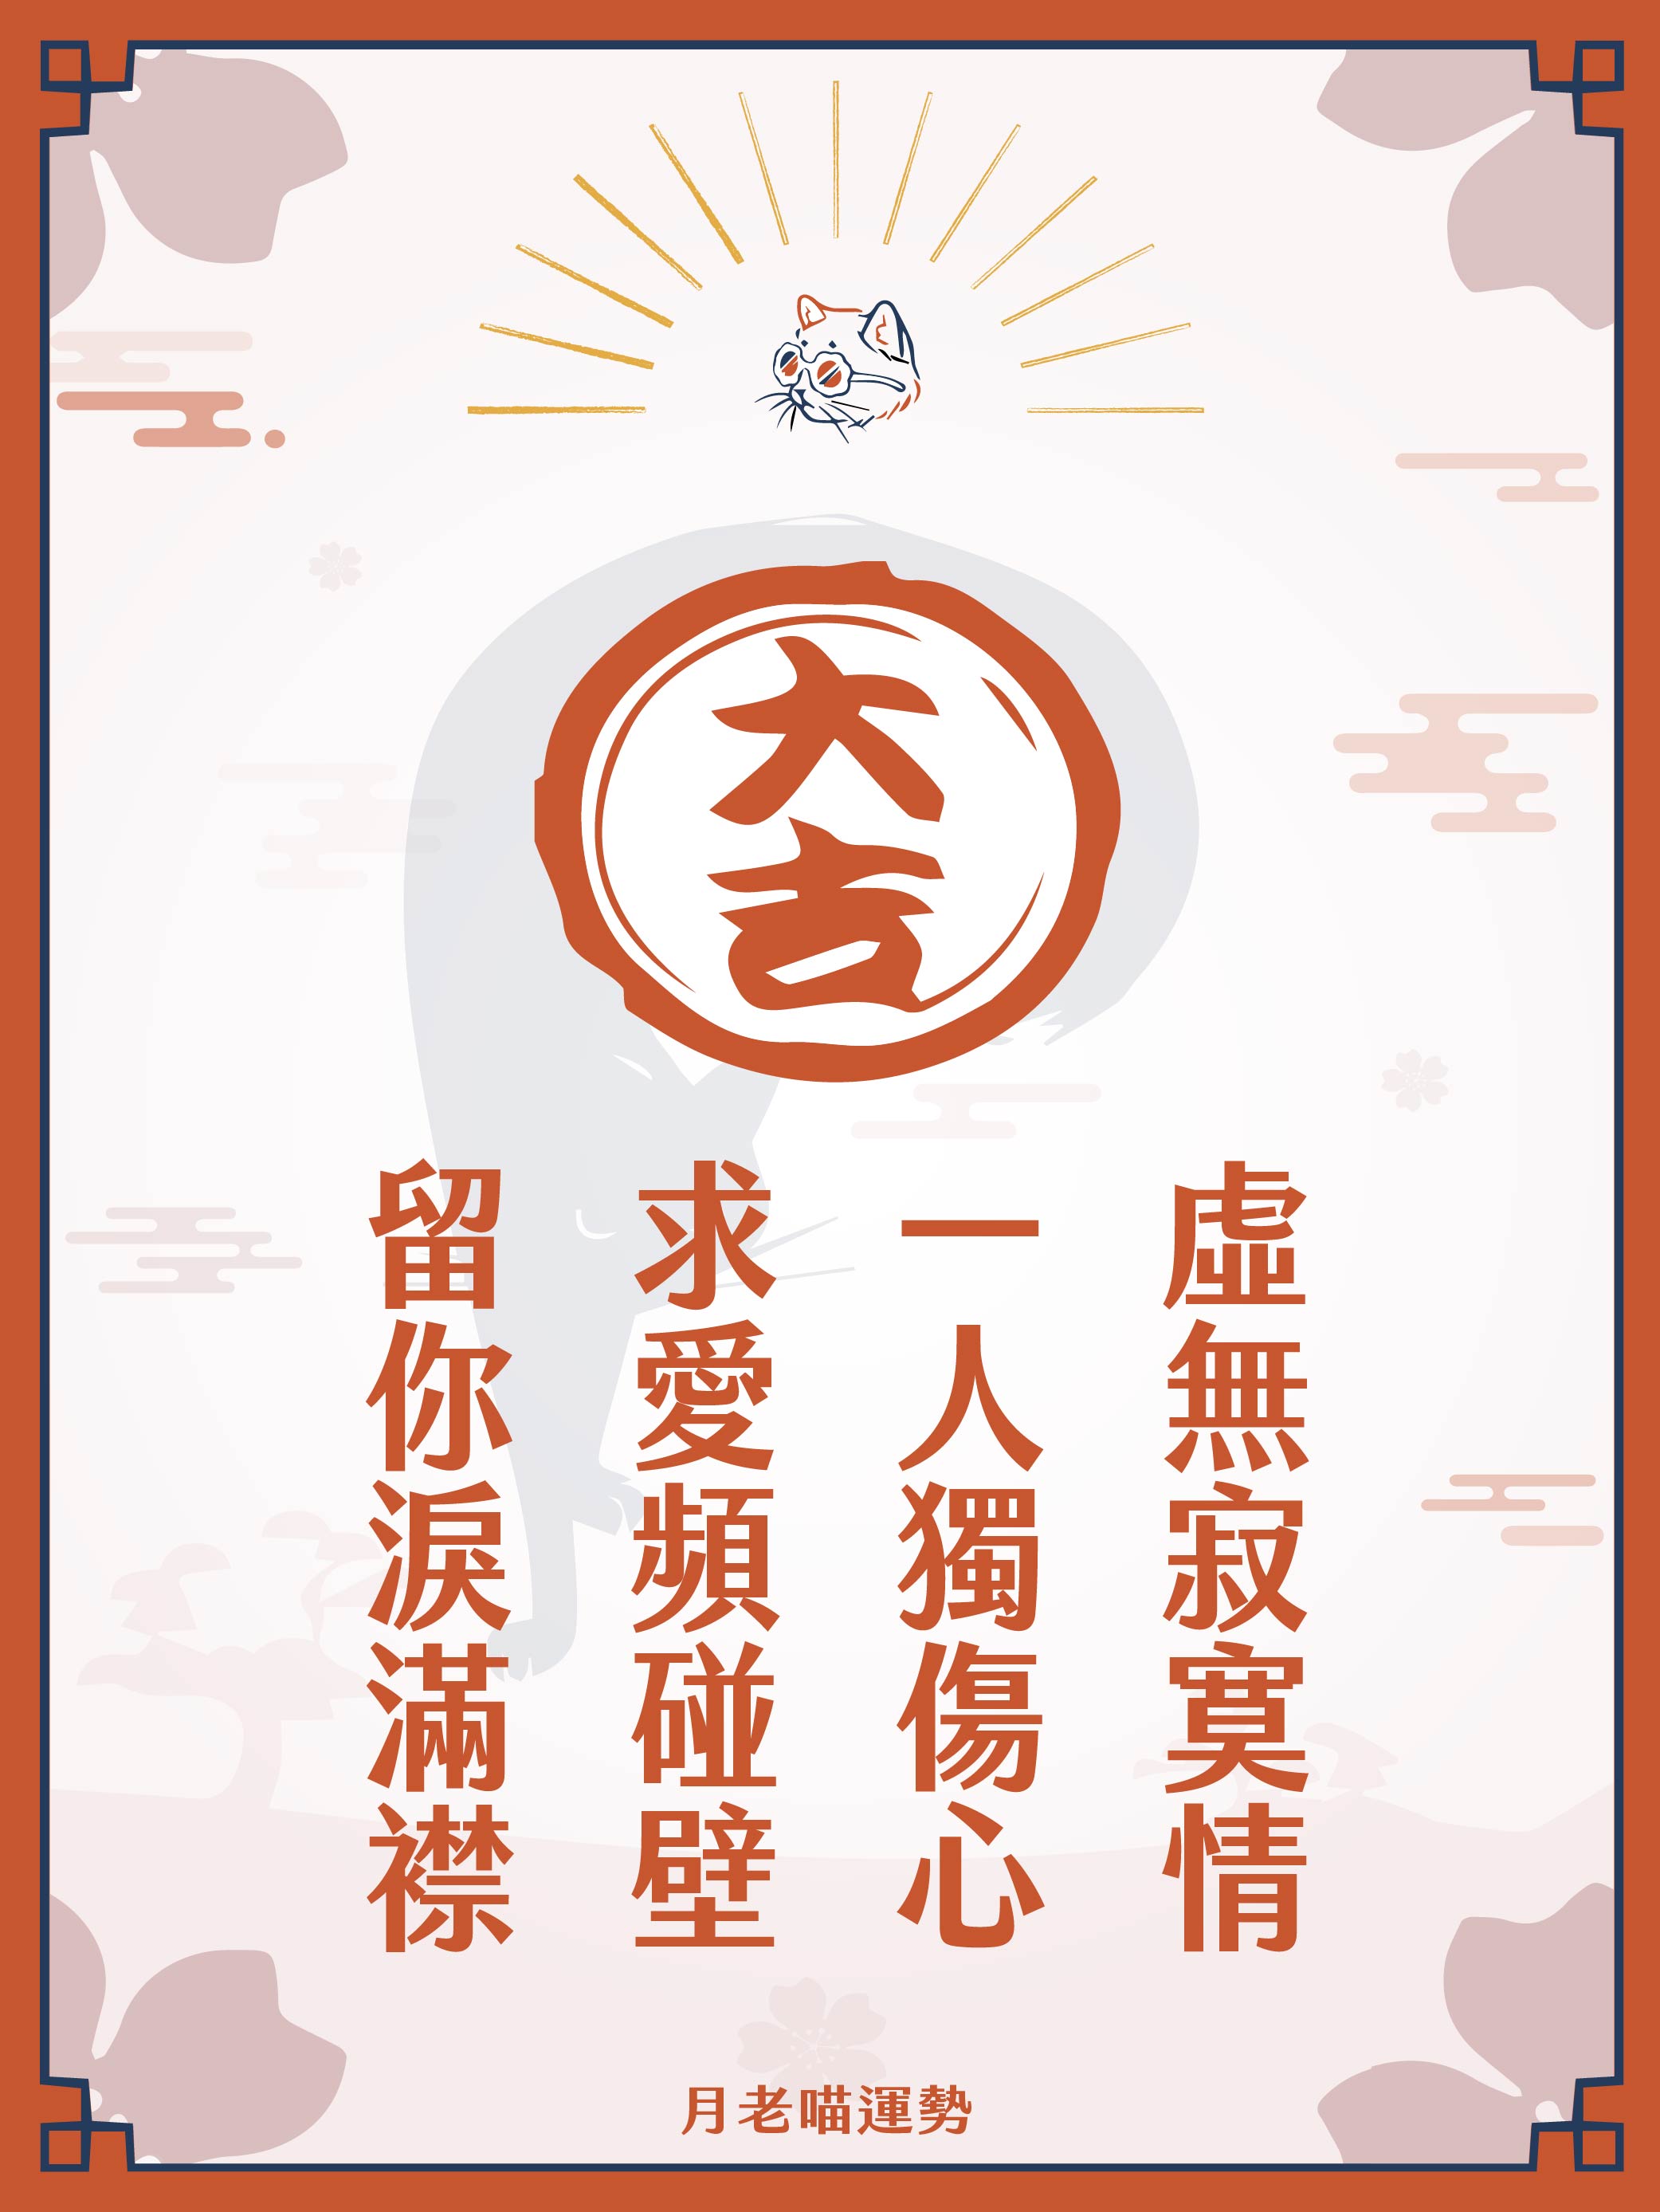 大吉
虛無寂寞情
一人獨傷心
求愛頻碰壁
留你淚滿襟
月老喵運勢